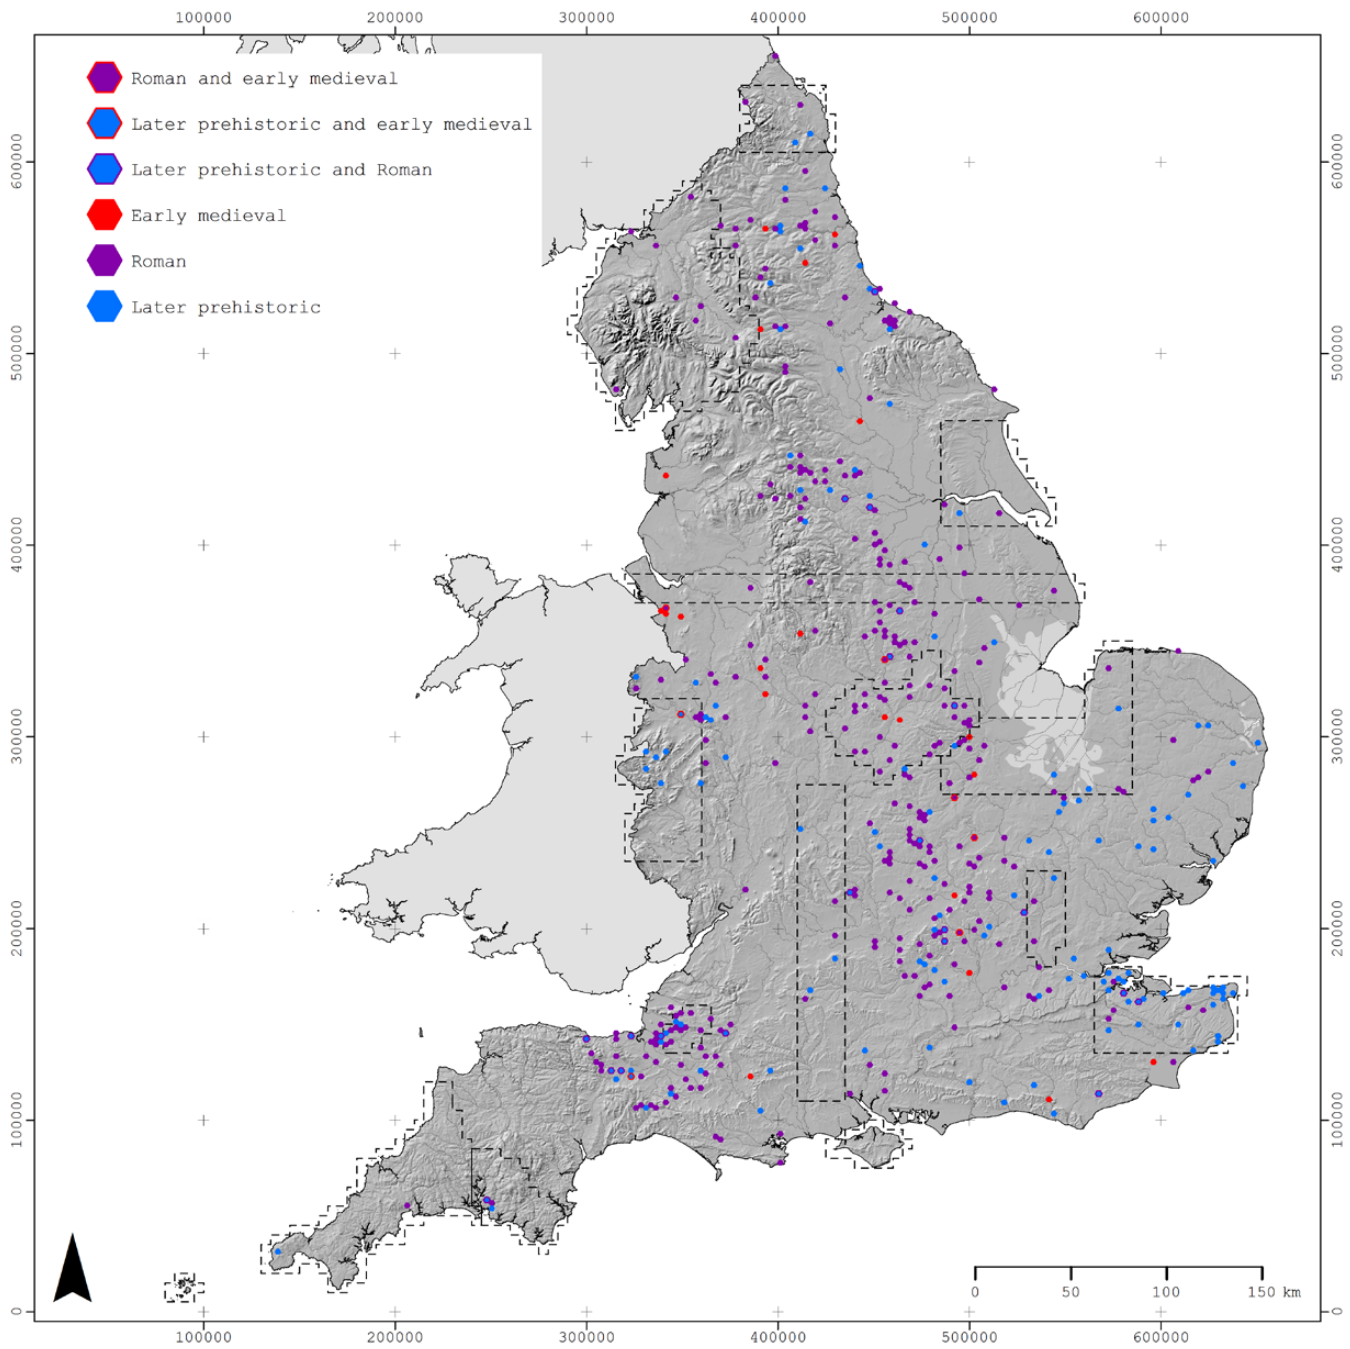 100000 200000 300000 400000 500000 600000
Roman and early medieval
Later prehistoric and early medieval
Later prehistoric and Roman
Early medieval
Roman
Later prehistoric
600000 600000
500000 500000
400000 400000
300000 300000
200000 200000
100000 100000
0 50 100 150 km
0 0
100000 200000 300000 400000 500000 600000